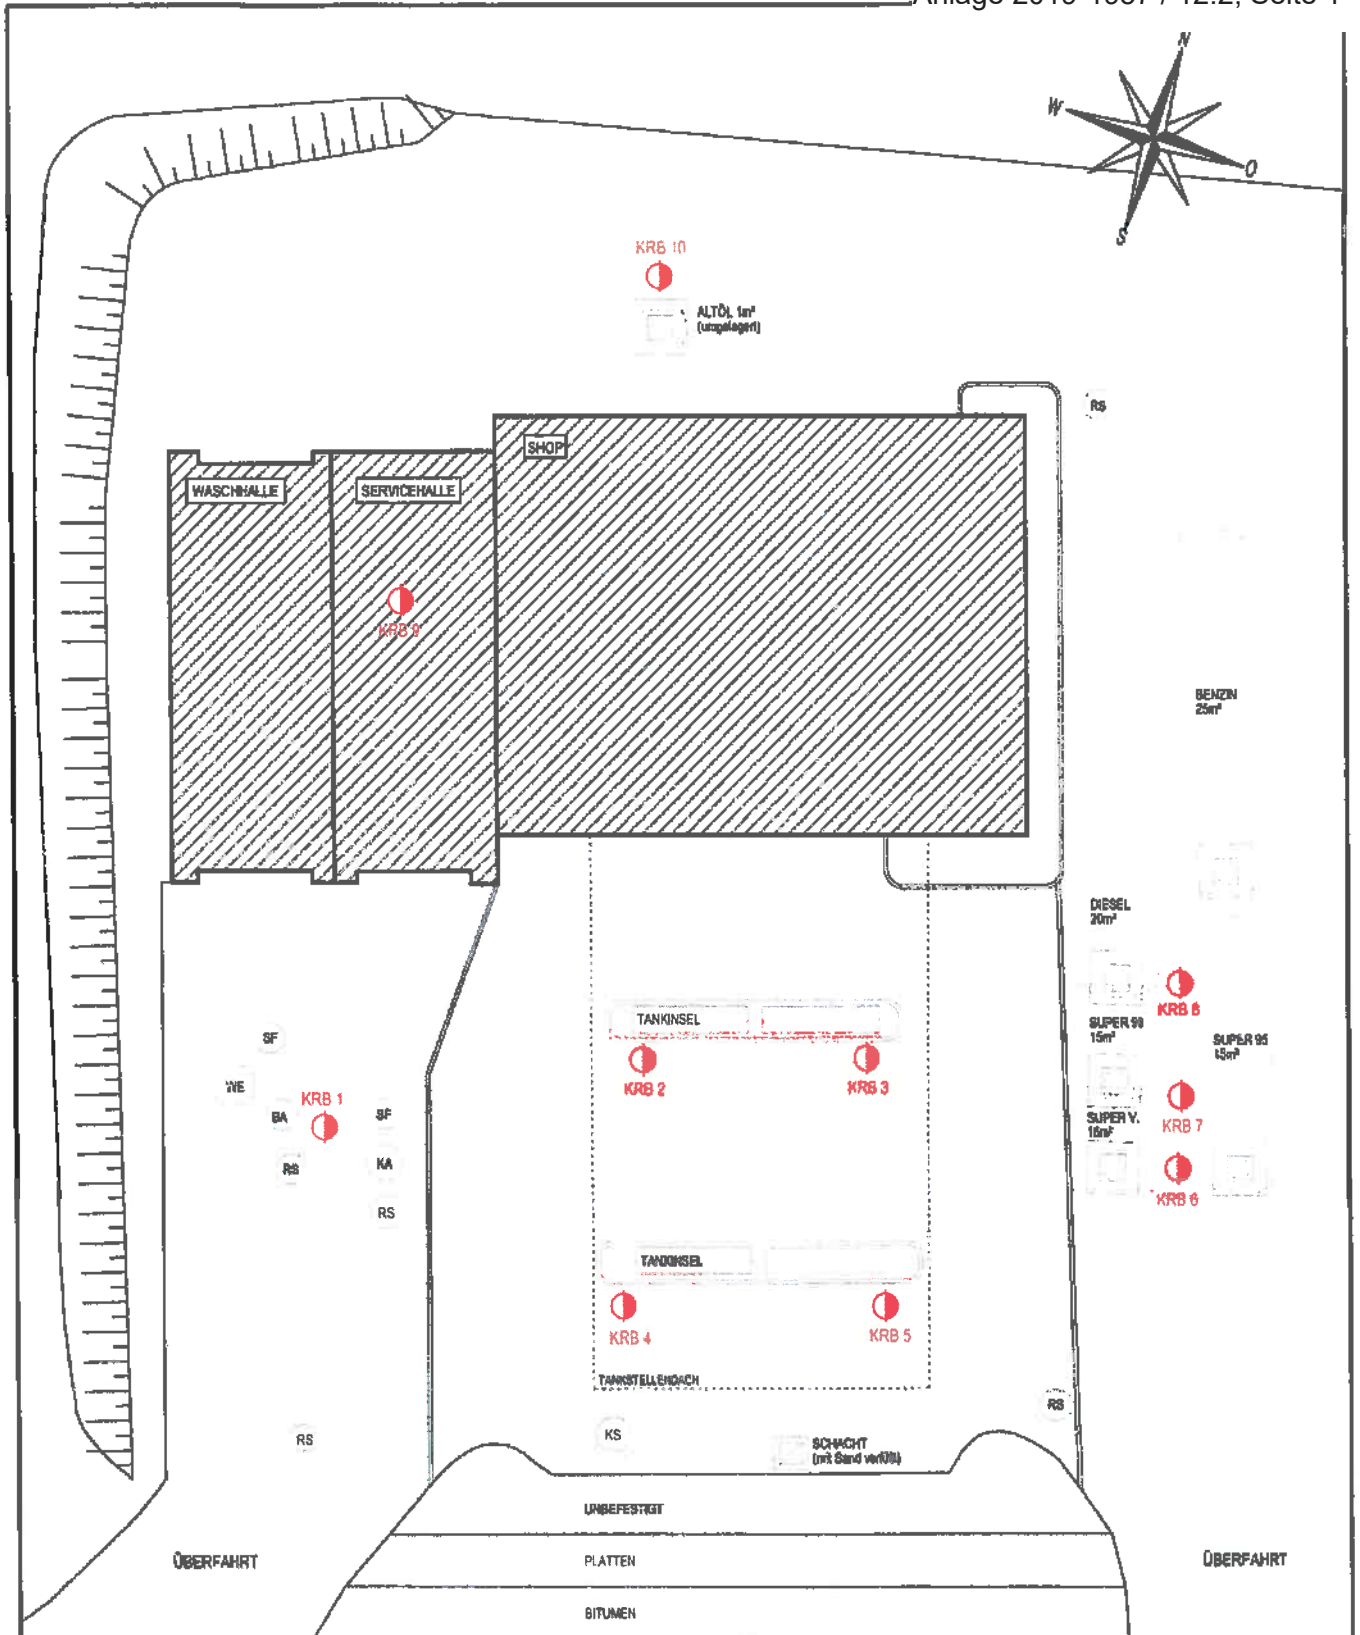 N
W
O
S
KRB 10
ALTÖL 1m³
(umgelagert)
RS
SHOP
WASCHHALLE
SERVICEHALLE
KRB 9
BENZIN
25m³
DIESEL
20m³
KRB 8
SUPER 98
15m³
SUPER 95
15m³
TANKINSEL
KRB 2
KRB 3
SF
WE
KRB 1
BA
SF
SUPER V.
KRB 7
RS
KA
KRB 6
RS
TANKINSEL
KRB 4
KRB 5
TANKSTELLENDACH
RS
RS
KS
SCHACHT
(mit Sand verfüllt)
UNBEFESTIGT
ÜBERFAHRT
PLATTEN
ÜBERFAHRT
BITUMEN